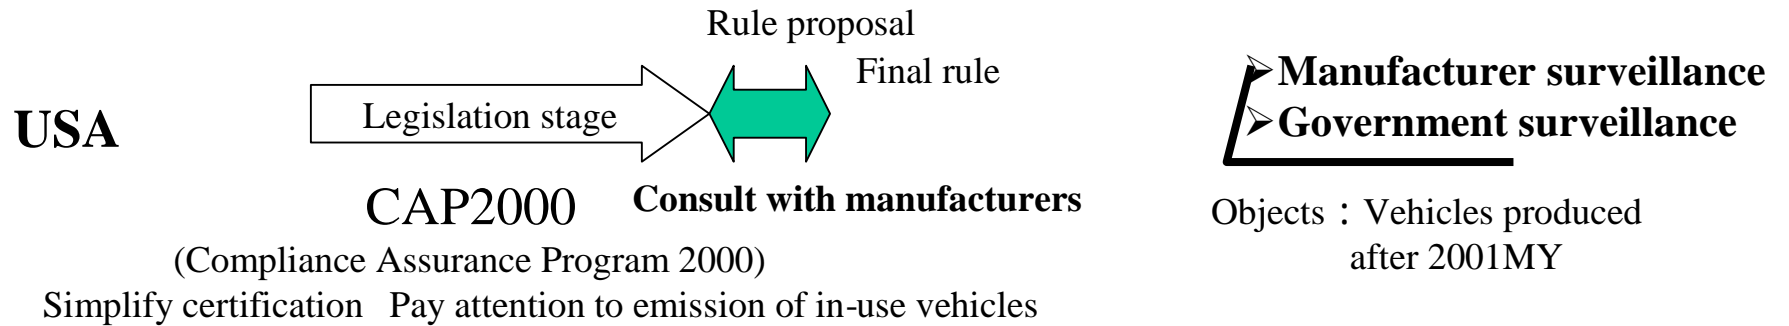 Rule proposal
Final rule
Legislation stage
USA
CAP2000
Consult with manufacturers
(Compliance Assurance Program 2000)
Simplify certification Pay attention to emission of in-use vehicles
➢Manufacturer surveillance
➢Government surveillance
Objects：Vehicles produced
after 2001MY